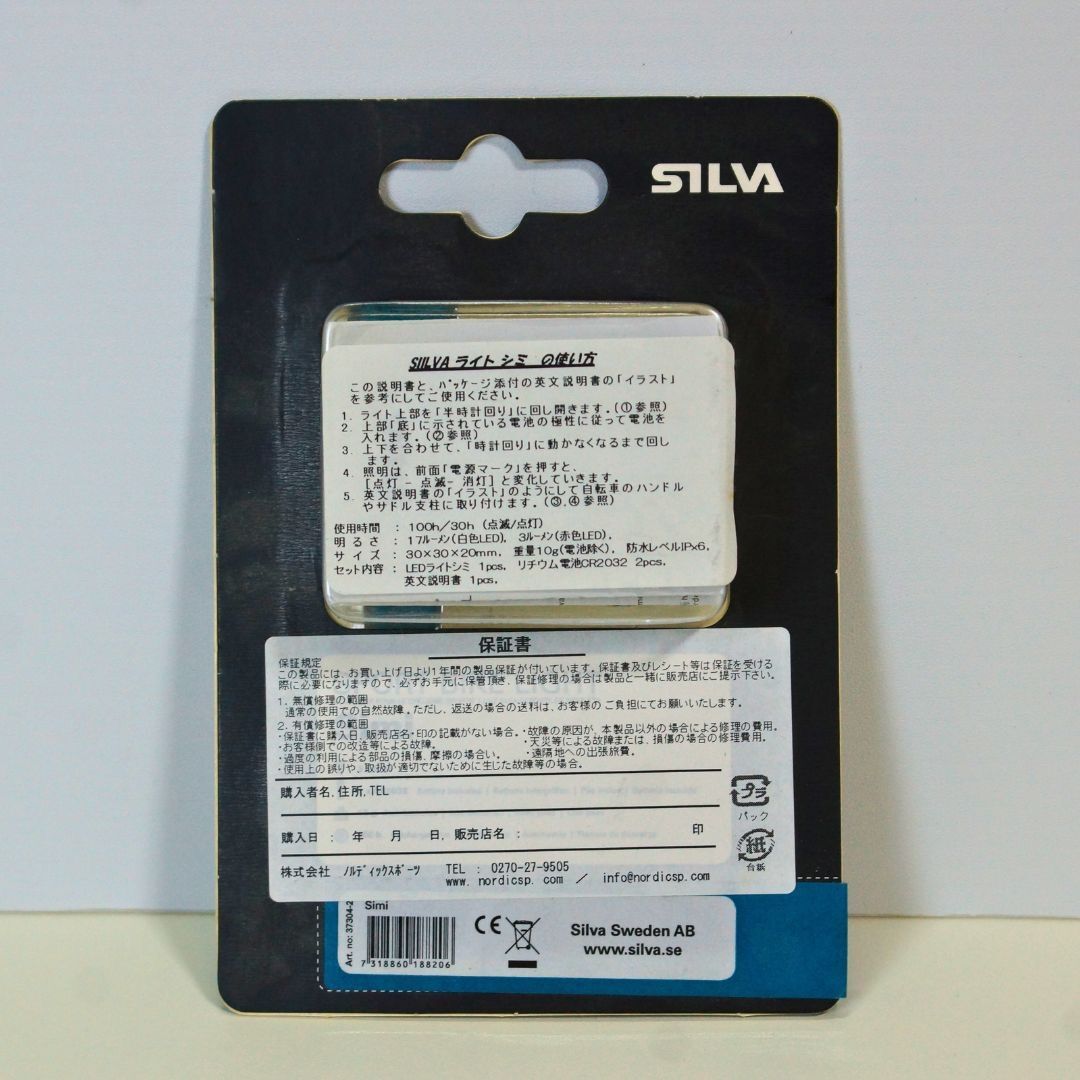 SILVA
SIILVA ライト シミ の使い方
この説明書と、パッケージ添付の英文説明書の「イラスト」
を参考にしてご使用ください。
1. ライト上部を「半時計回り」に回し開きます。(①参照)
2. 上部「底」に示されている電池の極性に従って電池を
入れます。(②参照)
3. 上下を合わせて、「時計回り」に動かなくなるまで回し
ます。
4. 照明は、前面「電源マーク」を押すと、
[点灯 - 点滅- 消灯] と変化していきます。
5. 英文説明書の「イラスト」のようにして自転車のハンドル
やサドル支柱に取り付けます。(③,④参照)
使用時間 : 100h/30h (点滅/点灯)
明るさ : 17ルーメン(白色LED), 3ルーメン(赤色LED),
サイズ : 30×30×20mm, 重量10g(電池除く), 防水レベルIPx6,
セット内容 : LEDライトシミ 1pcs, リチウム電池CR2032 2pcs,
英文説明書 1pcs,
保証書
保証規定
この製品には、お買い上げ日より1年間の製品保証が付いています。保証書及びレシート等は保証を受ける
際に必要になりますので、必ずお手元に保管頂き、保証修理の場合は製品と一緒に販売店にご提示下さい。
1. 無償修理の範囲
通常の使用での自然故障。ただし、返送の場合の送料は、お客様のご負担にてお願いいたします。
2. 有償修理の範囲
・保証書に購入日、販売店名・印の記載がない場合。 ・故障の原因が、本製品以外の場合による修理の費用。
・お客様側での改造等による故障。 ・天災等による故障または、損傷の場合の修理費用。
・過度の利用による部品の損傷、摩擦の場合い。 ・遠隔地への出張旅費。
・使用上の誤りや、取扱が適切でないために生じた故障等の場合。
購入者名,住所,TEL
購入日 : 年 月 日, 販売店名 : 印
株式会社 ノルディックスポーツ TEL : 0270-27-9505
www. nordicsp. com / info@nordicsp.com
プラ
パック
紙
台紙
Art. no: 37304-2
Simi
7 318860 188206
CE
Silva Sweden AB
www.silva.se